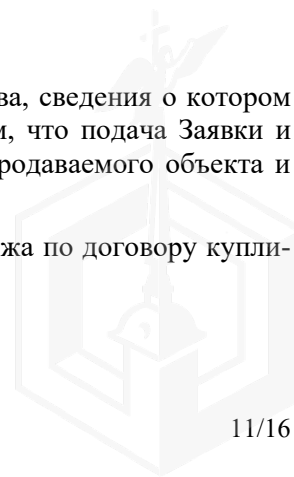 ва, сведения о котором
м, что подача Заявки и
родаваемого объекта и
жа по договору купли-
11/16